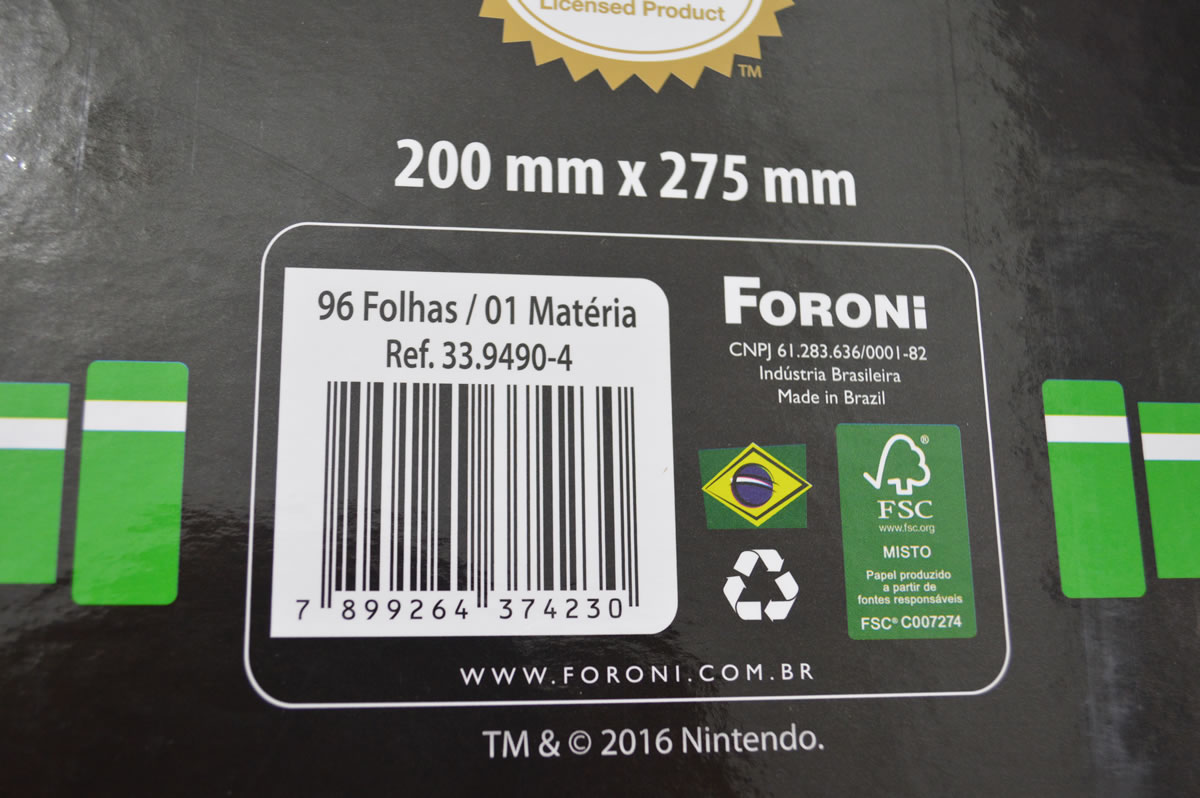 Licensed Product
TM
200 mm x 275 mm
96 Folhas / 01 Matéria
Ref. 33.9490-4
7 899264 374230
FORONi
CNPJ 61.283.636/0001-82
Indústria Brasileira
Made in Brazil
®
FSC
www.fsc.org
MISTO
Papel produzido
a partir de
fontes responsáveis
FSC® C007274
WWW.FORONI.COM.BR
TM & © 2016 Nintendo.